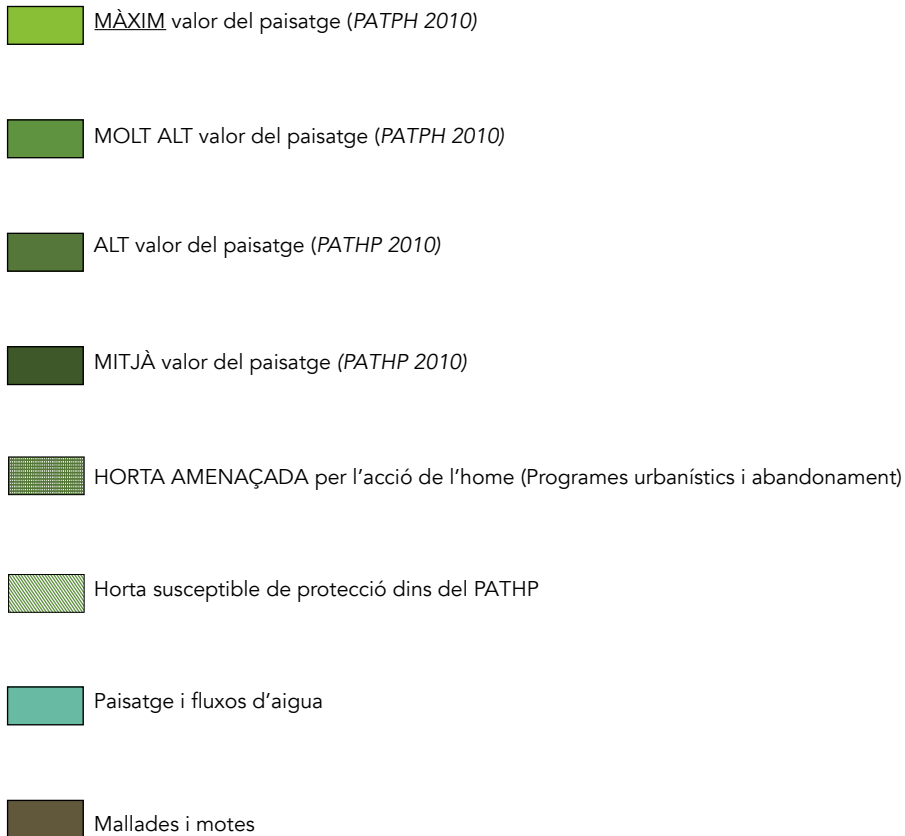 MÀXIM valor del paisatge (PATPH 2010)
MOLT ALT valor del paisatge (PATPH 2010)
ALT valor del paisatge (PATHP 2010)
MITJÀ valor del paisatge (PATHP 2010)
HORTA AMENAÇADA per l’acció de l’home (Programes urbanístics i abandonament)
Horta susceptible de protecció dins del PATHP
Paisatge i fluxos d’aigua
Mallades i motes